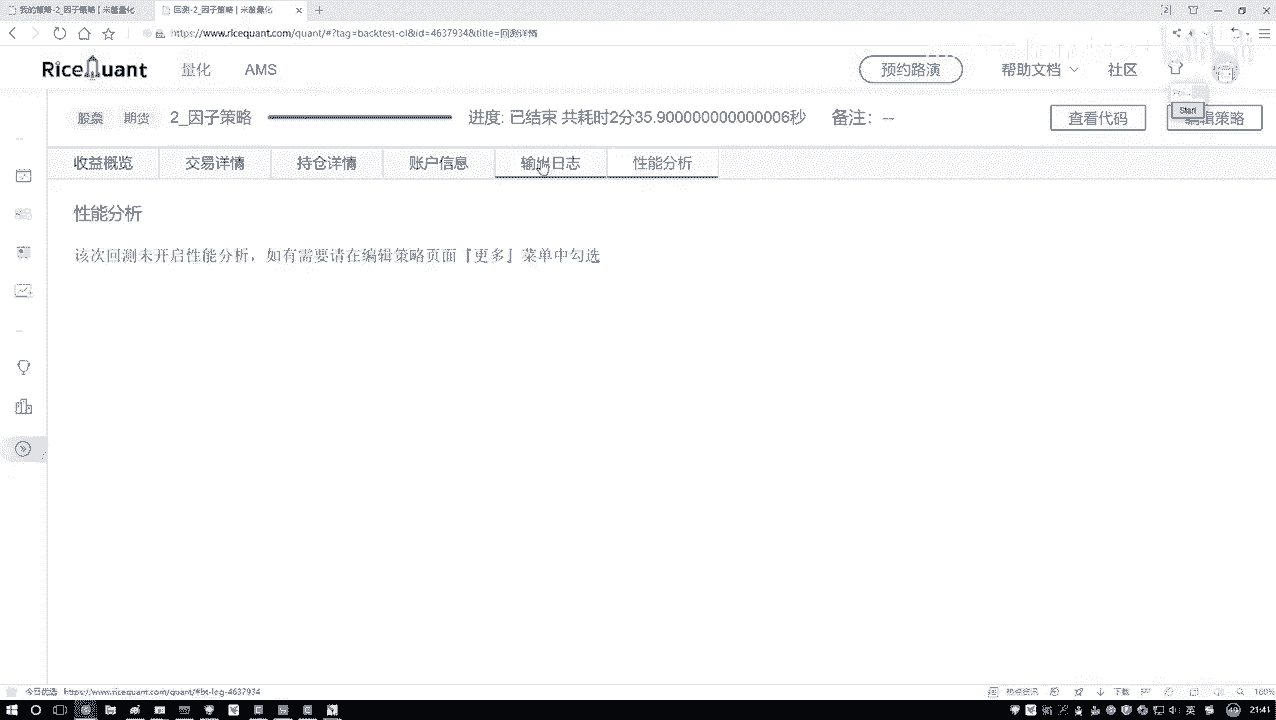 我的策略-2_因子策略 | 米筐量化
回测-2_因子策略 | 米筐量化
https://www.ricequant.com/quant/#?tag=backtest-cl&id=4637934&title=回测详情
RiceQuant 量化 AMS 预约路演 帮助文档 社区
股票 期货 2_因子策略 进度: 已结束 共耗时2分35.900000000000006秒 备注: -- 查看代码 编辑策略
Start
收益概览 交易详情 持仓详情 账户信息 输出日志 性能分析
性能分析
该次回测未开启性能分析，如有需要请在编辑策略页面『更多』菜单中勾选
今日优选 https://www.ricequant.com/quant/#bt-log-4637934 热点资讯 下载 160%
英 21:41